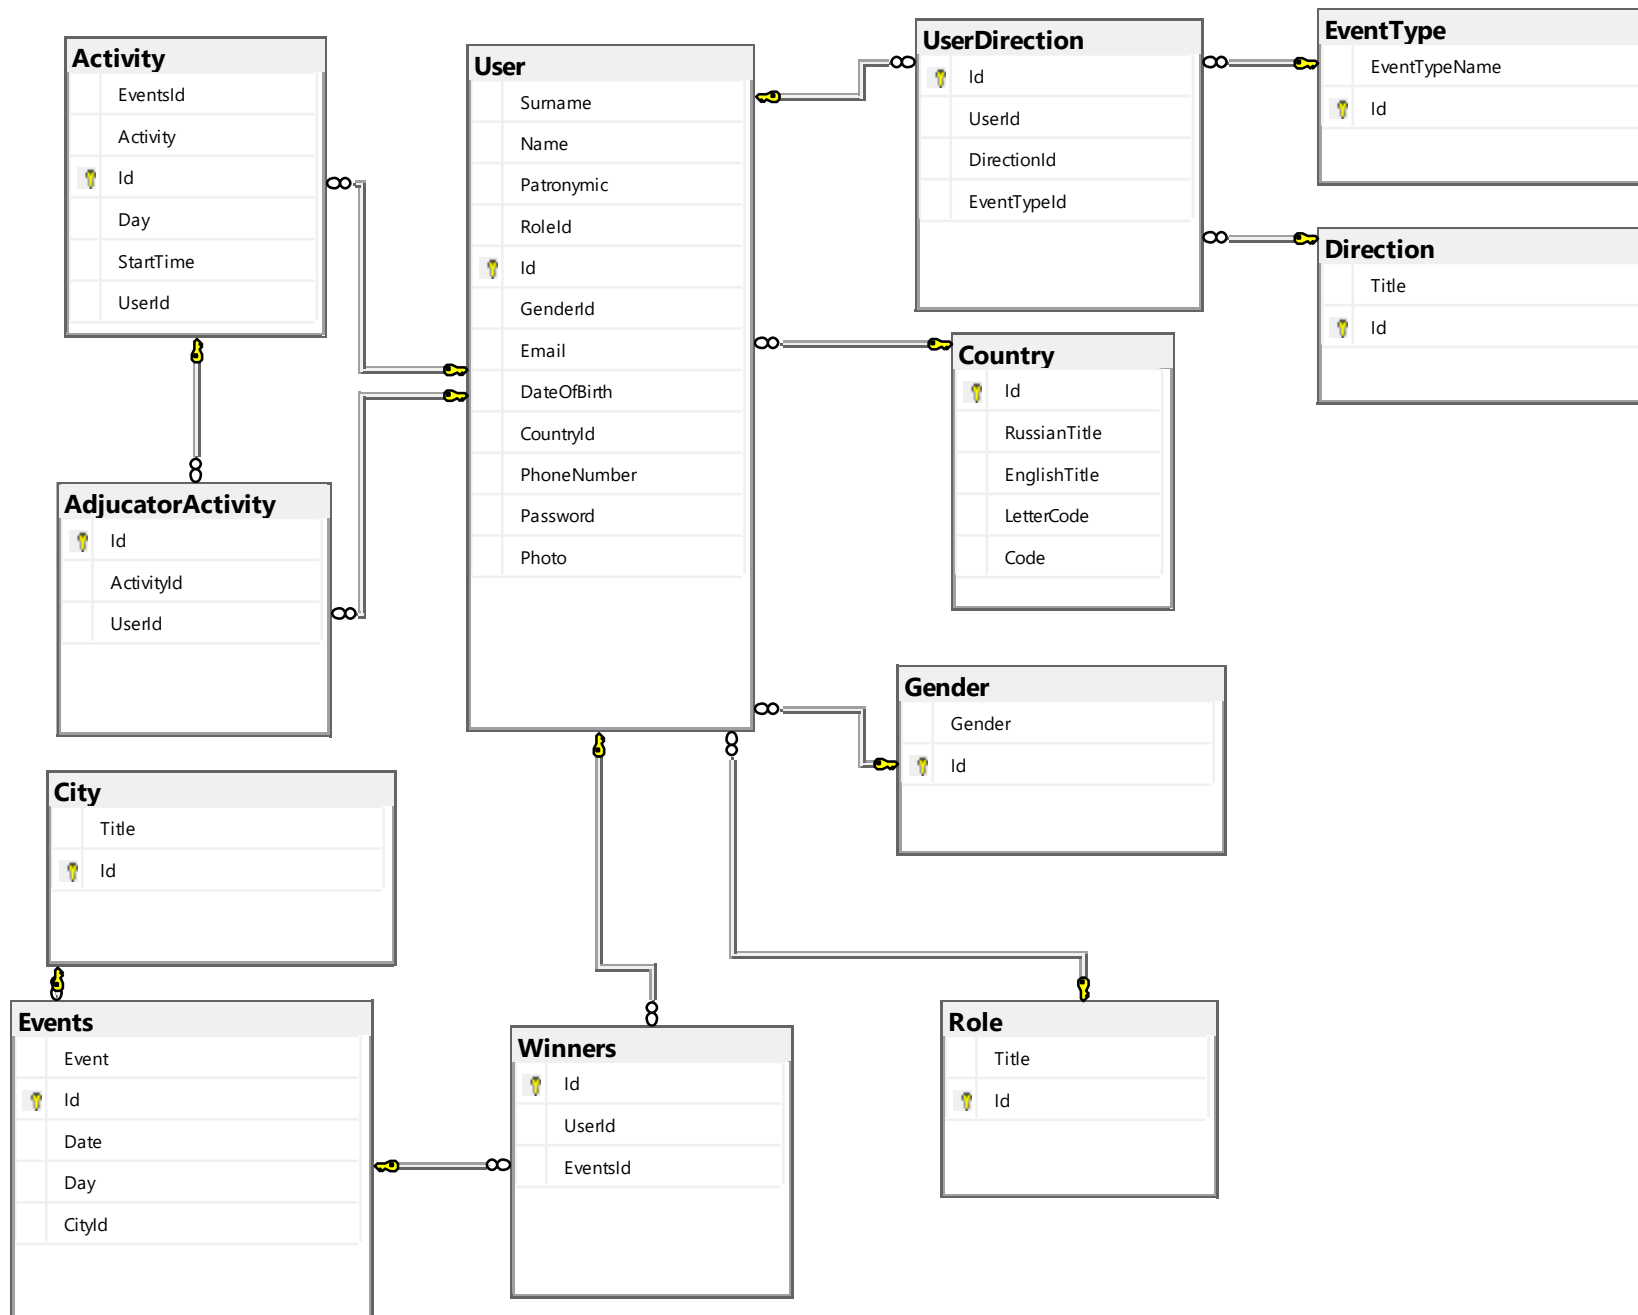 Activity
EventsId
Activity
Id
Day
StartTime
UserId
User
Surname
Name
Patronymic
RoleId
Id
GenderId
Email
DateOfBirth
CountryId
PhoneNumber
Password
Photo
UserDirection
Id
UserId
DirectionId
EventTypeId
EventType
EventTypeName
Id
Direction
Title
Id
Country
Id
RussianTitle
EnglishTitle
LetterCode
Code
AdjucatorActivity
Id
ActivityId
UserId
Gender
Gender
Id
City
Title
Id
Events
Event
Id
Date
Day
CityId
Winners
Id
UserId
EventsId
Role
Title
Id